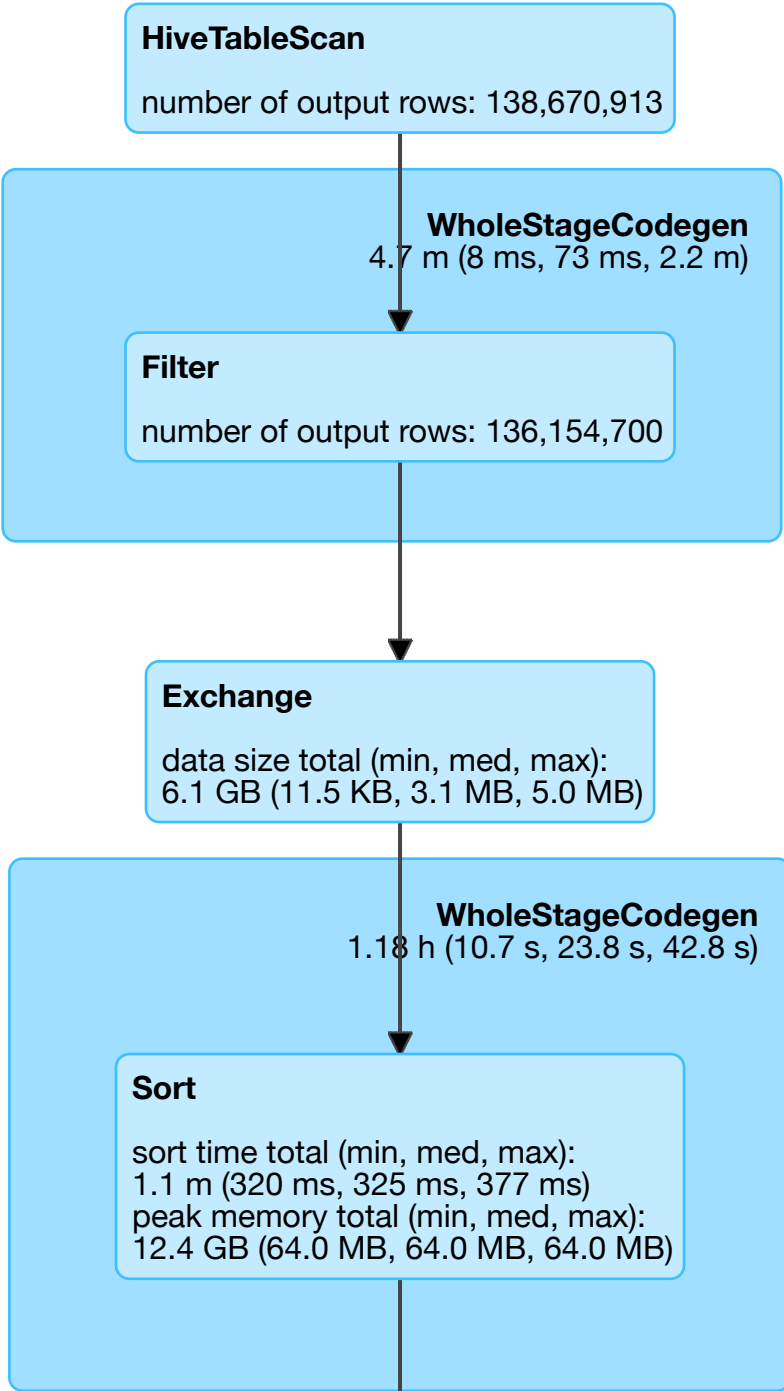 HiveTableScan
number of output rows: 138,670,913
WholeStageCodegen
4.7 m (8 ms, 73 ms, 2.2 m)
Filter
number of output rows: 136,154,700
Exchange
data size total (min, med, max):
6.1 GB (11.5 KB, 3.1 MB, 5.0 MB)
WholeStageCodegen
1.18 h (10.7 s, 23.8 s, 42.8 s)
Sort
sort time total (min, med, max):
1.1 m (320 ms, 325 ms, 377 ms)
peak memory total (min, med, max):
12.4 GB (64.0 MB, 64.0 MB, 64.0 MB)